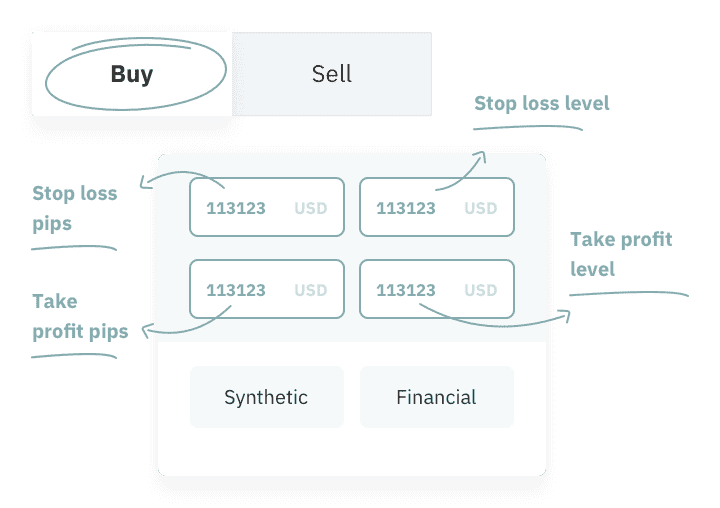 Buy
Sell
Stop loss level
Stop loss
pips
113123 USD
113123 USD
Take profit
level
Take
profit pips
113123 USD
113123 USD
Synthetic
Financial